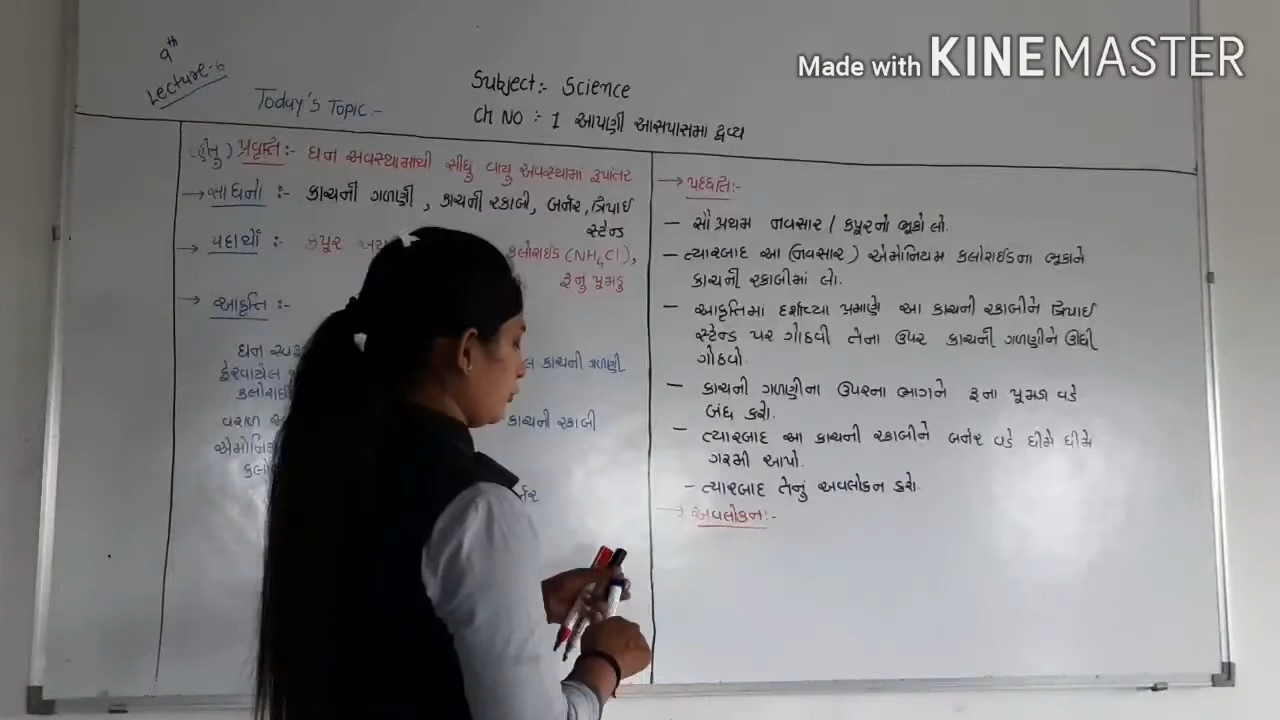 Made with KINEMASTER
9th
Lecture-6
Today's Topic :-
Subject:- Science
Ch NO :- 1 આપણી આસપાસમા દ્રવ્ય
(હેતુ) પ્રવૃત્તિ :- ઘન અવસ્થામાથી સીધુ વાયુ અવસ્થામાં રૂપાંતર
→ સાધનો :- કાચની ગળણી , કાચની રકાબી, બર્નર, ત્રિપાઈ
સ્ટેન્ડ
→ પદાર્થો :- કપૂર ક્લોરાઇડ (NH4Cl),
રૂનું પૂમડુ
→ આકૃતિ :-
ઘન
ફેરવાયેલ કાચની ગળણી
ક્લોરાઇ
વરાળ કાચની રકાબી
એમોનિ
→ પદ્ધતિ:-
– સૌ પ્રથમ નવસાર / કપૂરનો ભૂકો લો.
– ત્યારબાદ આ (નવસાર) એમોનિયમ ક્લોરાઇડના ભૂકાને
કાચની રકાબીમાં લો.
– આકૃતિમાં દર્શાવ્યા પ્રમાણે આ કાચની રકાબીને ત્રિપાઈ
સ્ટેન્ડ પર ગોઠવી તેના ઉપર કાચની ગળણીને ઊંધી
ગોઠવો.
– કાચની ગળણીના ઉપરના ભાગને રૂના પૂમડા વડે
બંધ કરો.
– ત્યારબાદ આ કાચની રકાબીને બર્નર વડે ધીમે ધીમે
ગરમી આપો.
– ત્યારબાદ તેનું અવલોકન કરો.
→ અવલોકન:-